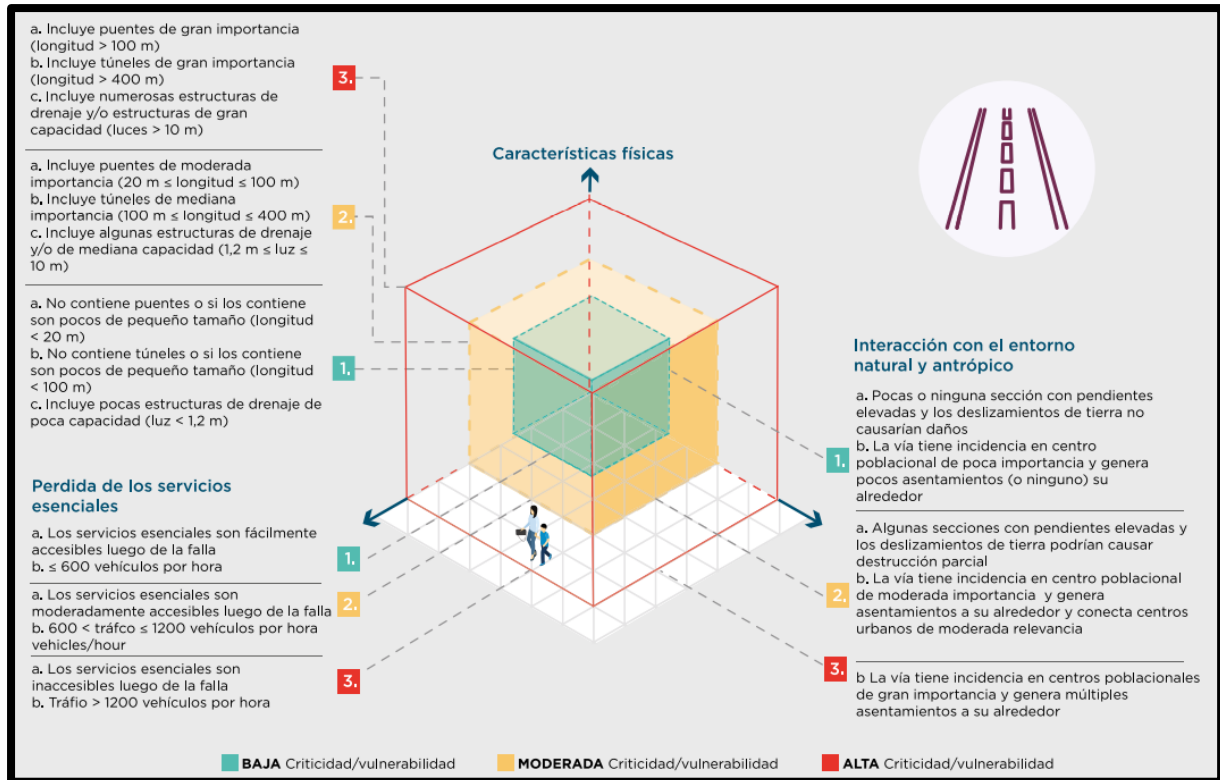 a. Incluye puentes de gran importancia
(longitud > 100 m)
b. Incluye túneles de gran importancia
(longitud > 400 m)
c. Incluye numerosas estructuras de
drenaje y/o estructuras de gran
capacidad (luces > 10 m)
3.
a. Incluye puentes de moderada
importancia (20 m ≤ longitud ≤ 100 m)
b. Incluye túneles de mediana
importancia (100 m ≤ longitud ≤ 400 m)
c. Incluye algunas estructuras de drenaje
y/o de mediana capacidad (1,2 m ≤ luz ≤
10 m)
2.
a. No contiene puentes o si los contiene
son pocos de pequeño tamaño (longitud
< 20 m)
b. No contiene túneles o si los contiene
son pocos de pequeño tamaño (longitud
< 100 m)
c. Incluye pocas estructuras de drenaje de
poca capacidad (luz < 1,2 m)
1.
Características físicas
Perdida de los servicios
esenciales
a. Los servicios esenciales son fácilmente
accesibles luego de la falla
b. ≤ 600 vehículos por hora
1.
a. Los servicios esenciales son
moderadamente accesibles luego de la falla
b. 600 < tráfco ≤ 1200 vehículos por hora
vehicles/hour
2.
a. Los servicios esenciales son
inaccesibles luego de la falla
b. Tráfio > 1200 vehículos por hora
3.
Interacción con el entorno
natural y antrópico
a. Pocas o ninguna sección con pendientes
elevadas y los deslizamientos de tierra no
causarían daños
b. La vía tiene incidencia en centro
poblacional de poca importancia y genera
pocos asentamientos (o ninguno) su
alrededor
1.
a. Algunas secciones con pendientes elevadas y
los deslizamientos de tierra podrían causar
destrucción parcial
b. La vía tiene incidencia en centro poblacional
de moderada importancia y genera
asentamientos a su alrededor y conecta centros
urbanos de moderada relevancia
2.
b La vía tiene incidencia en centros poblacionales
de gran importancia y genera múltiples
asentamientos a su alrededor
3.
BAJA Criticidad/vulnerabilidad
MODERADA Criticidad/vulnerabilidad
ALTA Criticidad/vulnerabilidad